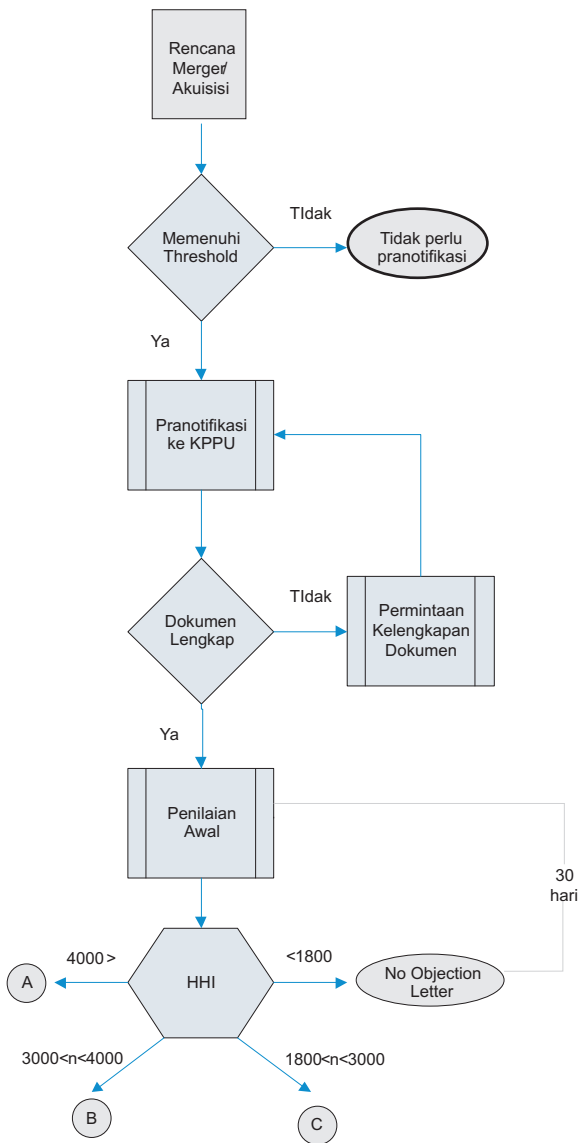 Rencana
Merger/
Akuisisi
Memenuhi
Threshold
TIdak
Tidak perlu
pranotifikasi
Ya
Pranotifikasi
ke KPPU
Dokumen
Lengkap
TIdak
Permintaan
Kelengkapan
Dokumen
Ya
Penilaian
Awal
30
hari
4000 >
HHI
<1800
No Objection
Letter
A
3000<n<4000
1800<n<3000
B
C